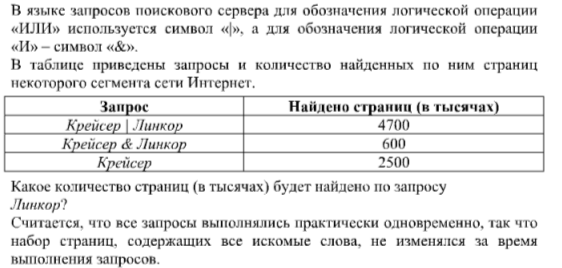 В языке запросов поискового сервера для обозначения логической операции
«ИЛИ» используется символ «|», а для обозначения логической операции
«И» – символ «&».
В таблице приведены запросы и количество найденных по ним страниц
некоторого сегмента сети Интернет.
Запрос Найдено страниц (в тысячах)
Крейсер | Линкор 4700
Крейсер & Линкор 600
Крейсер 2500
Какое количество страниц (в тысячах) будет найдено по запросу
Линкор?
Считается, что все запросы выполнялись практически одновременно, так что
набор страниц, содержащих все искомые слова, не изменялся за время
выполнения запросов.